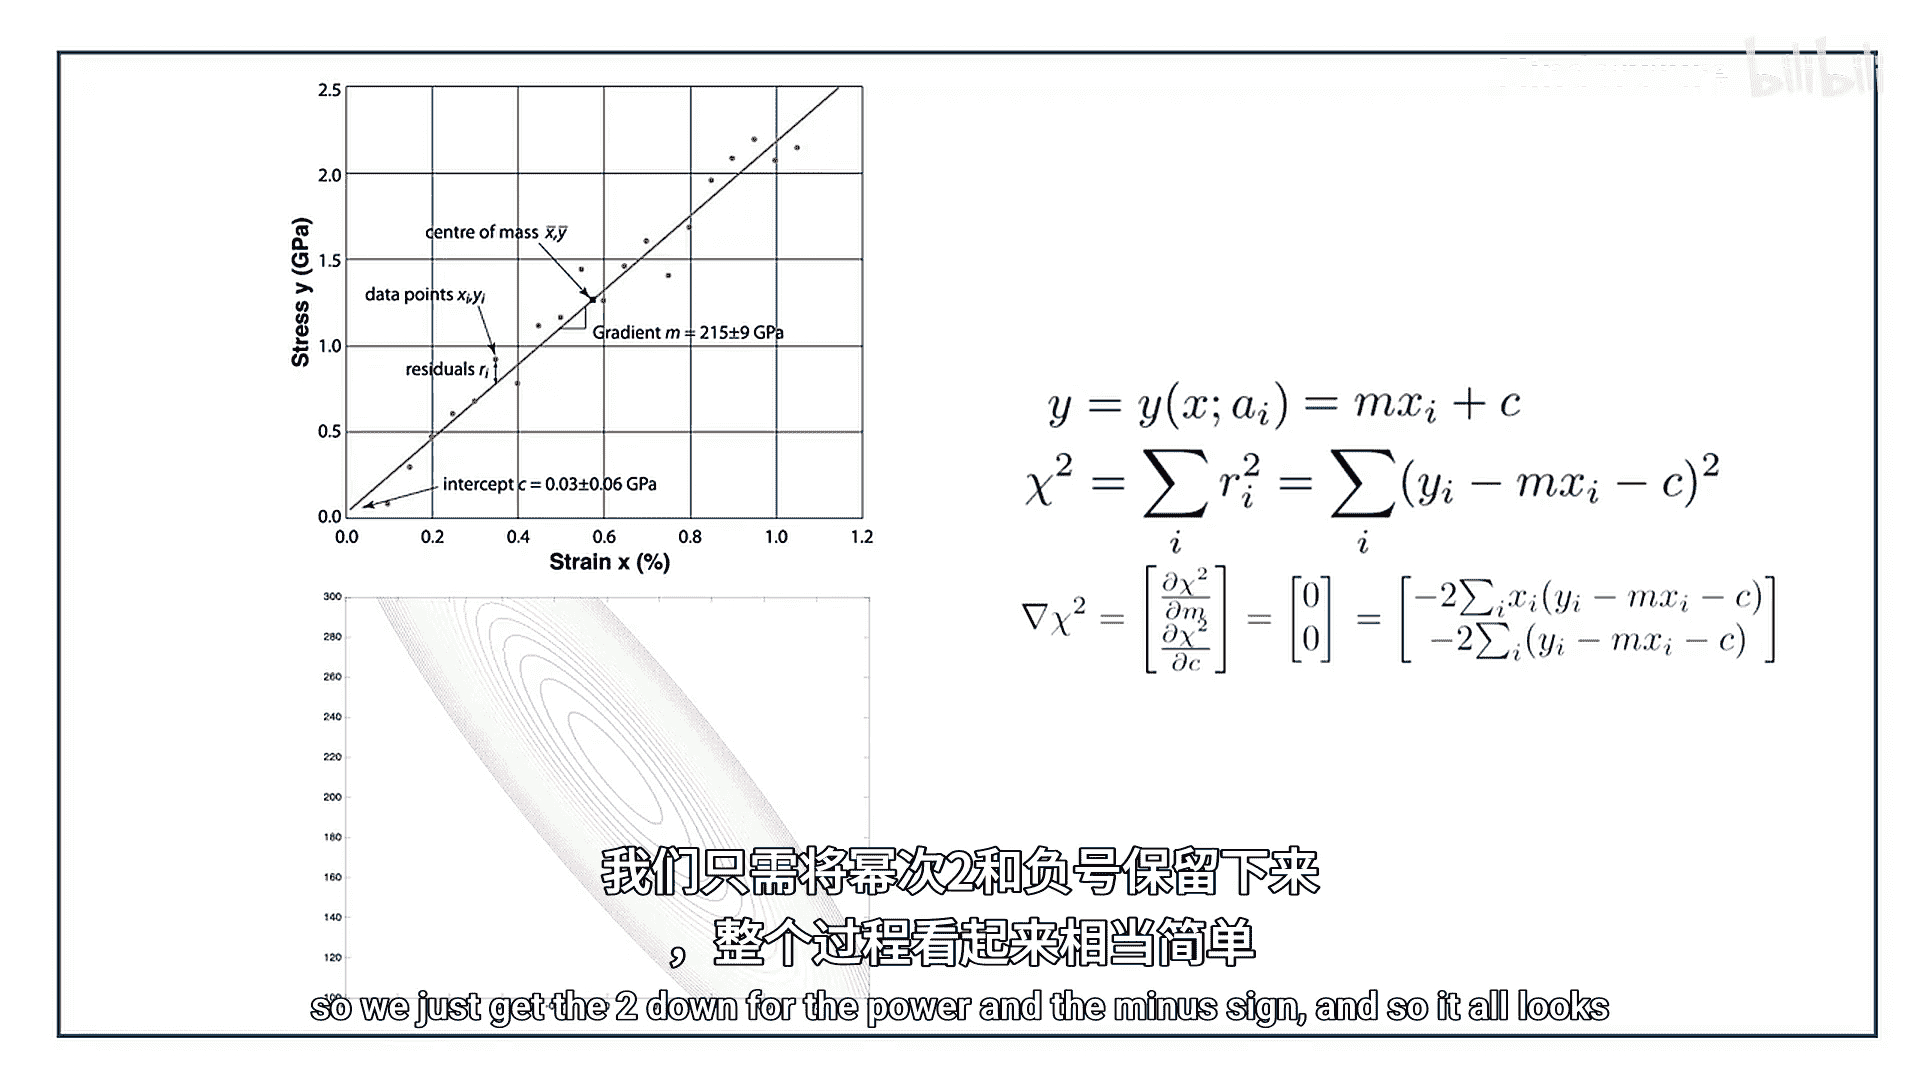 bilibili
2.5
2.0
1.5
1.0
0.5
0.0
Stress y (GPa)
centre of mass x̄,ȳ
data points xᵢ,yᵢ
Gradient m = 215±9 GPa
residuals rᵢ
intercept c = 0.03±0.06 GPa
0.0 0.2 0.4 0.6 0.8 1.0 1.2
Strain x (%)
y = y(x; aᵢ) = mxᵢ + c
χ² = ∑ᵢ rᵢ² = ∑ᵢ (yᵢ − mxᵢ − c)²
∇χ² = [∂χ²/∂m ∂χ²/∂c] = [0 0] = [−2∑ᵢxᵢ(yᵢ − mxᵢ − c) −2∑ᵢ(yᵢ − mxᵢ − c)]
300
280
260
240
220
200
180
160
140
120
我们只需将幂次2和负号保留下来
，整个过程看起来相当简单
so we just get the 2 down for the power and the minus sign, and so it all looks